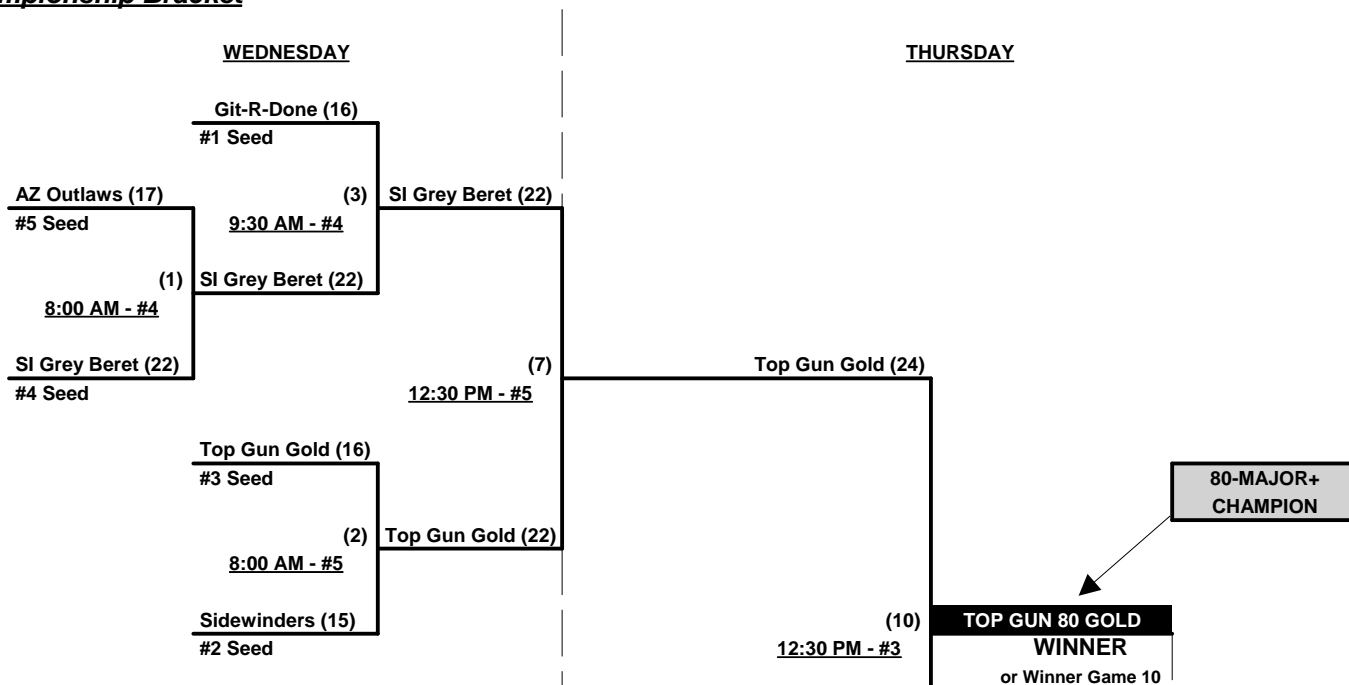 WEDNESDAY
THURSDAY
Git-R-Done (16)
#1 Seed
AZ Outlaws (17)
(3)
SI Grey Beret (22)
#5 Seed
9:30 AM - #4
(1)
SI Grey Beret (22)
8:00 AM - #4
SI Grey Beret (22)
(7)
Top Gun Gold (24)
#4 Seed
12:30 PM - #5
Top Gun Gold (16)
#3 Seed
80-MAJOR+
CHAMPION
(2)
Top Gun Gold (22)
8:00 AM - #5
Sidewinders (15)
(10)
TOP GUN 80 GOLD
#2 Seed
12:30 PM - #3
WINNER
or Winner Game 10